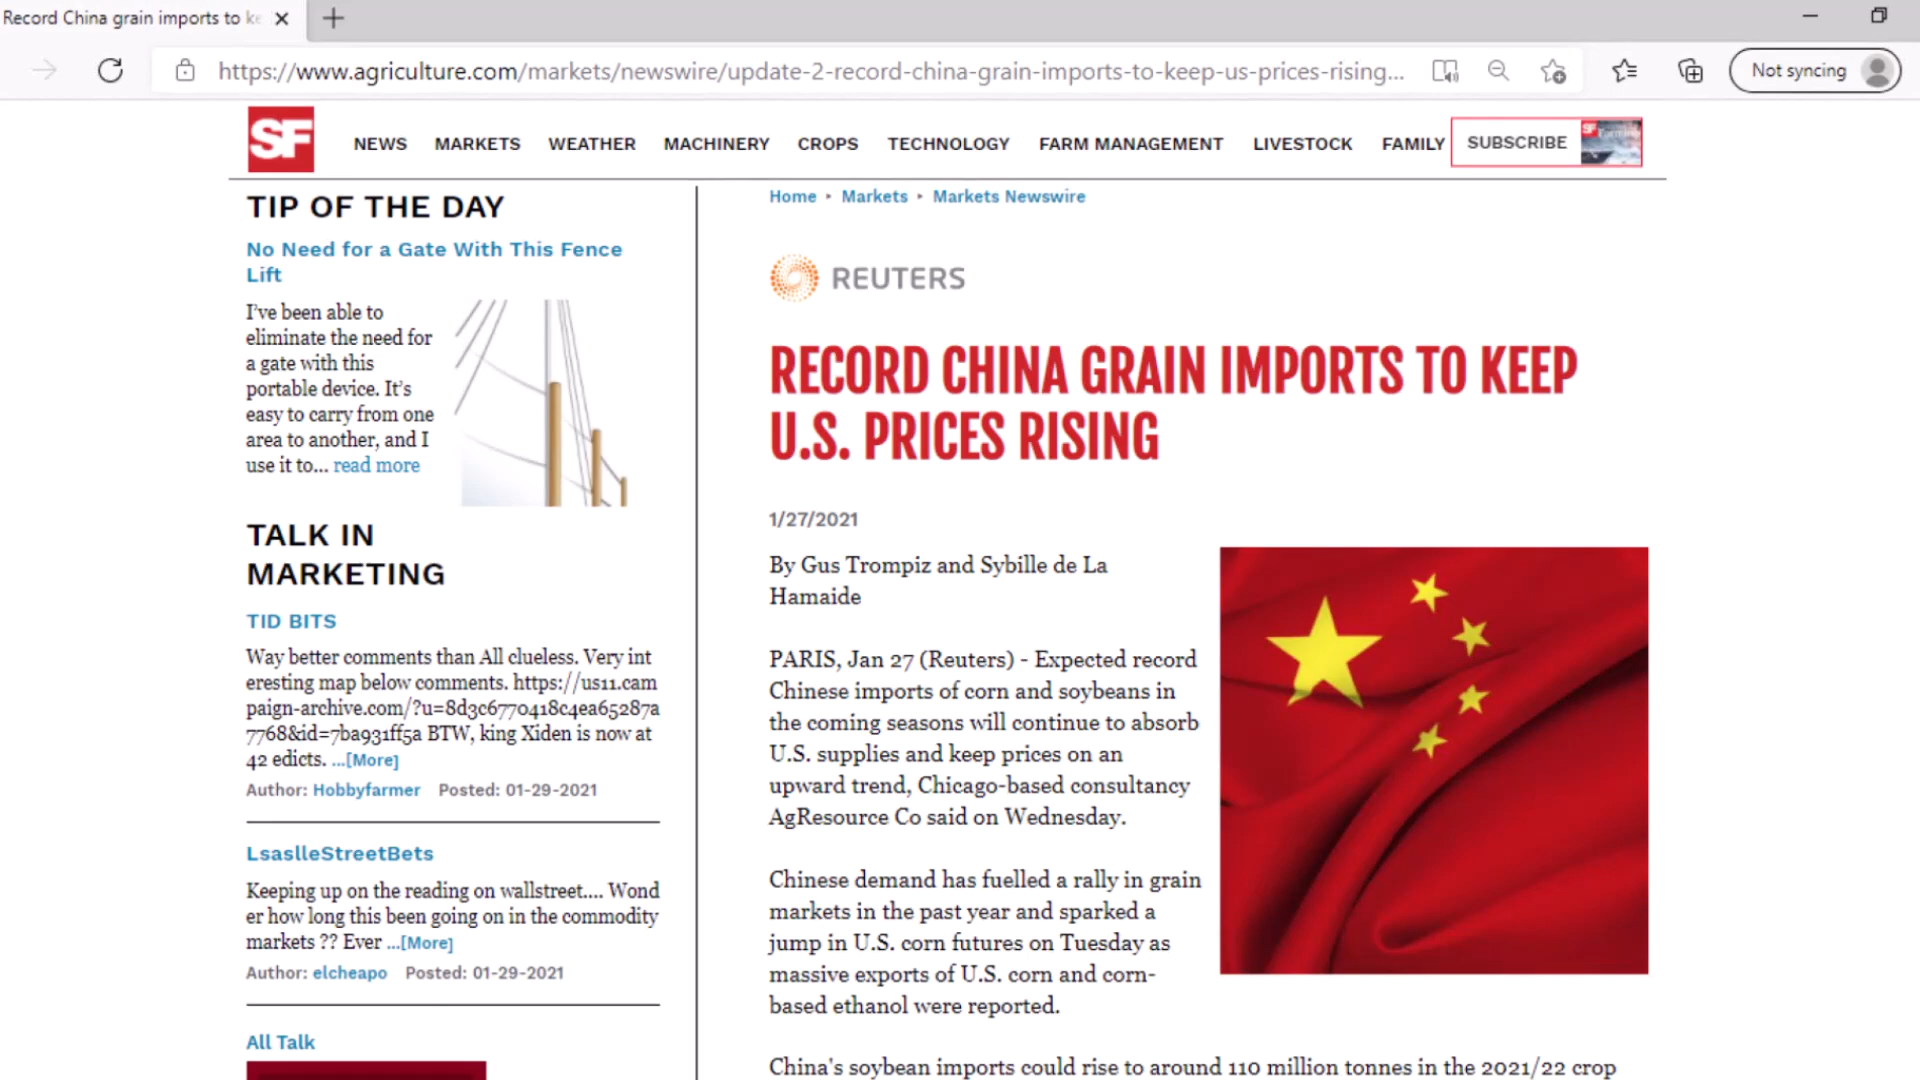 Record China grain imports to ke
https://www.agriculture.com/markets/newswire/update-2-record-china-grain-imports-to-keep-us-prices-rising...
Not syncing
SF
NEWS MARKETS WEATHER MACHINERY CROPS TECHNOLOGY FARM MANAGEMENT LIVESTOCK FAMILY SUBSCRIBE
SF
TIP OF THE DAY
No Need for a Gate With This Fence
Lift
I've been able to
eliminate the need for
a gate with this
portable device. It's
easy to carry from one
area to another, and I
use it to... read more
TALK IN
MARKETING
TID BITS
Way better comments than All clueless. Very int
eresting map below comments. https://us11.cam
paign-archive.com/?u=8d3c6770418c4ea65287a
7768&id=7ba931ff5a BTW, king Xiden is now at
42 edicts. ...[More]
Author: Hobbyfarmer Posted: 01-29-2021
LsaslleStreetBets
Keeping up on the reading on wallstreet.... Wond
er how long this been going on in the commodity
markets ?? Ever ...[More]
Author: elcheapo Posted: 01-29-2021
All Talk
Home ‣ Markets ‣ Markets Newswire
REUTERS
RECORD CHINA GRAIN IMPORTS TO KEEP
U.S. PRICES RISING
1/27/2021
By Gus Trompiz and Sybille de La
Hamaide
PARIS, Jan 27 (Reuters) - Expected record
Chinese imports of corn and soybeans in
the coming seasons will continue to absorb
U.S. supplies and keep prices on an
upward trend, Chicago-based consultancy
AgResource Co said on Wednesday.
Chinese demand has fuelled a rally in grain
markets in the past year and sparked a
jump in U.S. corn futures on Tuesday as
massive exports of U.S. corn and corn-
based ethanol were reported.
China's soybean imports could rise to around 110 million tonnes in the 2021/22 crop